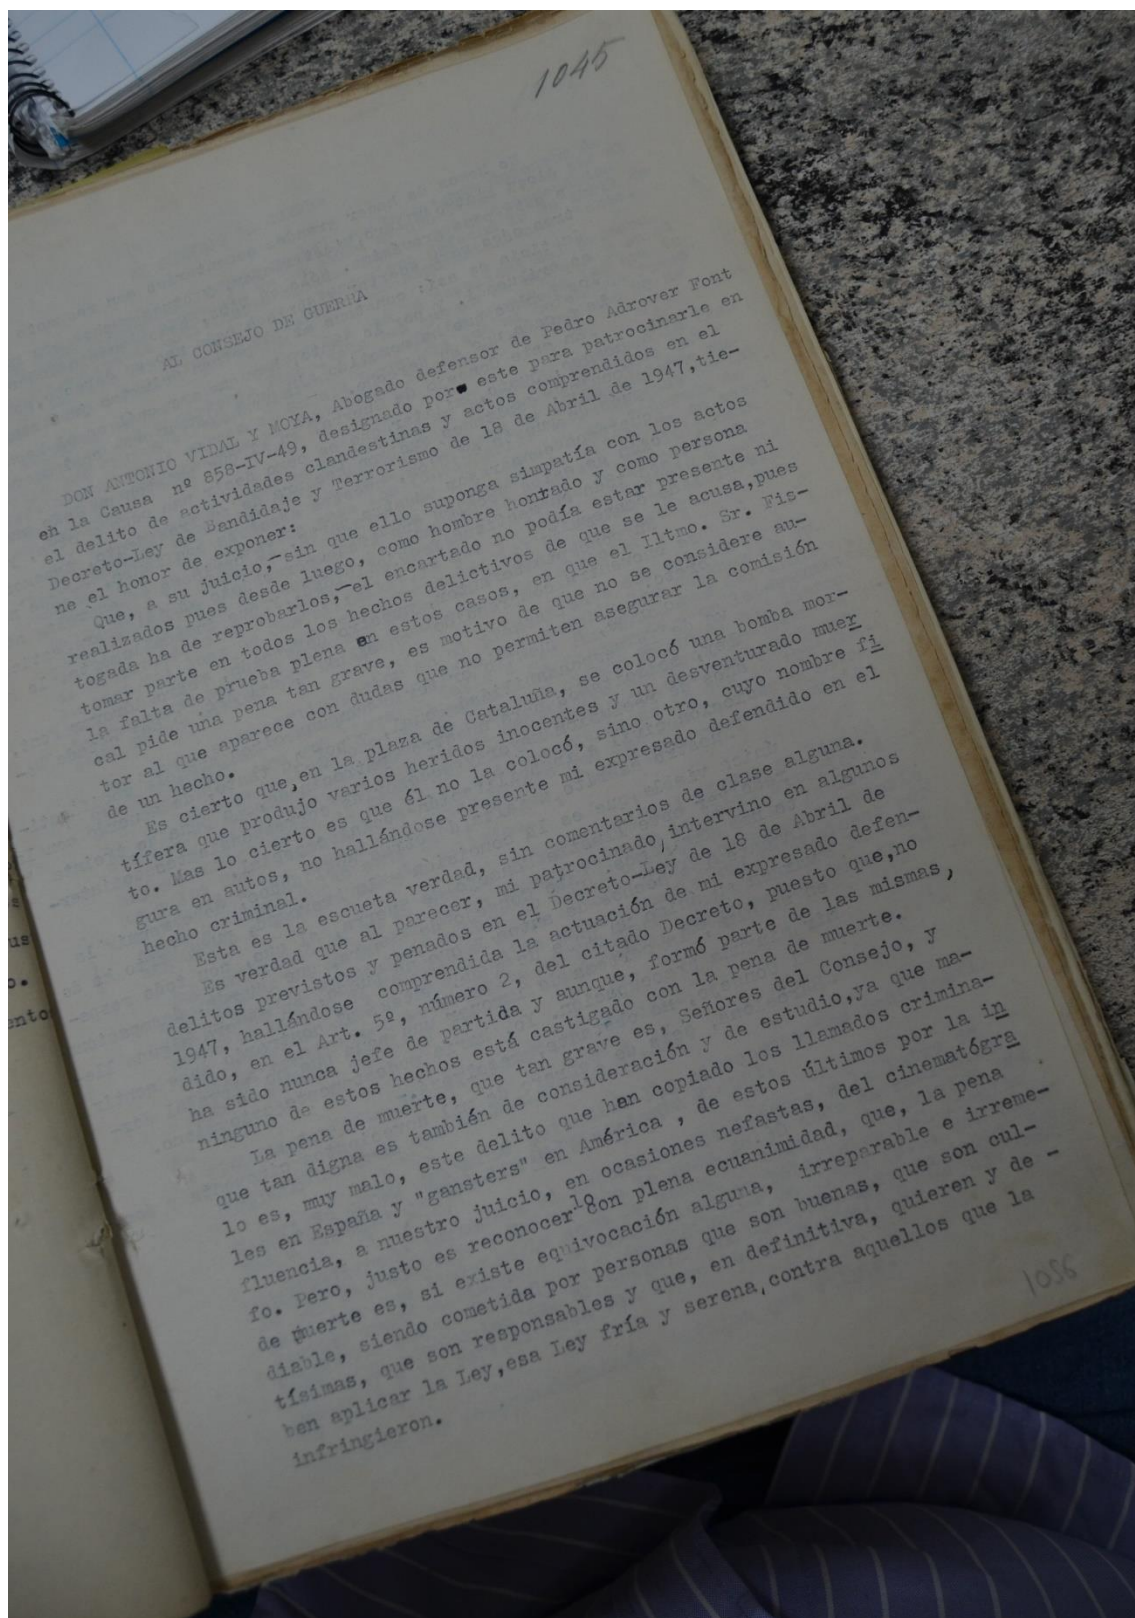 1045
AL CONSEJO DE GUERRA
DON ANTONIO VIDAL Y MOYA, Abogado defensor de Pedro Adrover Font
en la Causa nº 858-IV-49, designado por este para patrocinarle en
el delito de actividades clandestinas y actos comprendidos en el
Decreto-Ley de Bandidaje y Terrorismo de 18 de Abril de 1947,tie-
ne el honor de exponer:
Que, a su juicio,-sin que ello suponga simpatía con los actos
realizados pues desde luego, como hombre honrado y como persona
togada ha de reprobarlos,-el encartado no podía estar presente ni
tomar parte en todos los hechos delictivos de que se le acusa,pues
la falta de prueba plena en estos casos, en que el Iltmo. Sr. Fis-
cal pide una pena tan grave, es motivo de que no se considere au-
tor al que aparece con dudas que no permiten asegurar la comisión
de un hecho.
Es cierto que,en la plaza de Cataluña, se colocó una bomba mor-
tífera que produjo varios heridos inocentes y un desventurado muer
to. Mas lo cierto es que él no la colocó, sino otro, cuyo nombre fi
gura en autos, no hallándose presente mi expresado defendido en el
hecho criminal.
Esta es la escueta verdad, sin comentarios de clase alguna.
Es verdad que al parecer, mi patrocinado,intervino en algunos
delitos previstos y penados en el Decreto-Ley de 18 de Abril de
1947, hallándose comprendida la actuación de mi expresado defen-
dido, en el Art. 5º, número 2, del citado Decreto, puesto que,no
ha sido nunca jefe de partida y aunque, formó parte de las mismas,
ninguno de estos hechos está castigado con la pena de muerte.
La pena de muerte, que tan grave es, Señores del Consejo, y
que tan digna es también de consideración y de estudio,ya que ma-
lo es, muy malo, este delito que han copiado los llamados crimina-
les en España y "gansters" en América , de estos últimos por la in
fluencia, a nuestro juicio, en ocasiones nefastas, del cinematógra
fo. Pero, justo es reconocerlo con plena ecuanimidad, que, la pena
de muerte es, si existe equivocación alguna, irreparable e irreme-
diable, siendo cometida por personas que son buenas, que son cul-
tísimas, que son responsables y que, en definitiva, quieren y de -
ben aplicar la Ley,esa Ley fría y serena,contra aquellos que la
infringieron.
1056
us
o.
ento